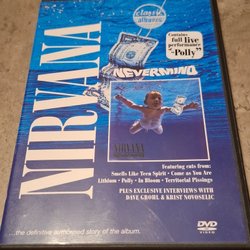 classic
albums
Contains
full live
performance
"Polly"
NIRVANA
NEVERMIND
NIRVANA
Featuring cuts from:
Smells Like Teen Spirit · Come as You Are
Lithium · Polly · In Bloom · Territorial Pissings
PLUS EXCLUSIVE INTERVIEWS WITH
DAVE GROHL & KRIST NOVOSELIC
...the definitive authorised story of the album.
DVD
VIDEO